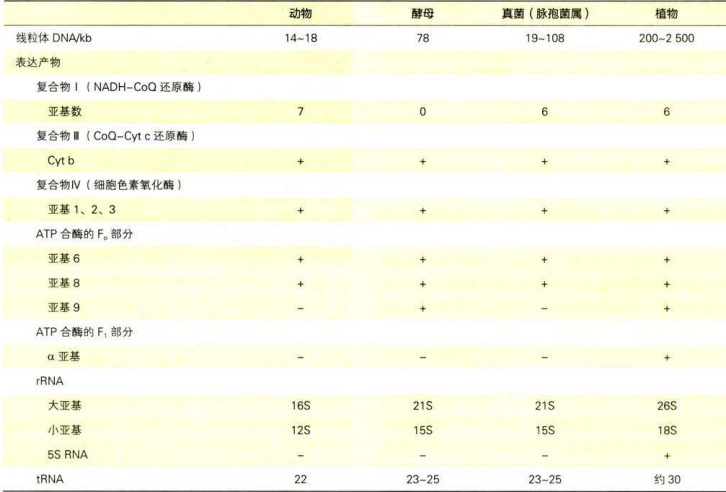 动物 酵母 真菌（脉孢菌属） 植物
线粒体 DNA/kb 14~18 78 19~108 200~2 500
表达产物
复合物Ⅰ（NADH-CoQ 还原酶）
亚基数 7 0 6 6
复合物Ⅲ（CoQ-Cyt c 还原酶）
Cyt b + + + +
复合物Ⅳ（细胞色素氧化酶）
亚基 1、2、3 + + + +
ATP 合酶的 F₀ 部分
亚基 6 + + + +
亚基 8 + + + +
亚基 9 - + - +
ATP 合酶的 F₁ 部分
α 亚基 - - - +
rRNA
大亚基 16S 21S 21S 26S
小亚基 12S 15S 15S 18S
5S RNA - - - +
tRNA 22 23~25 23~25 约 30